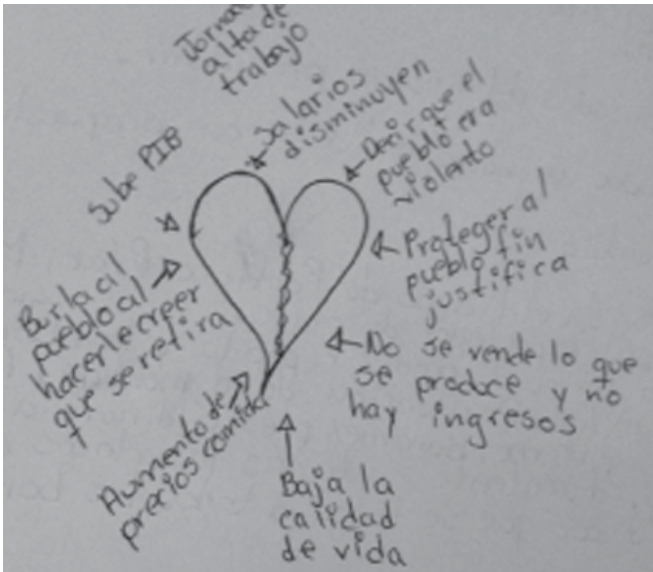 Jornada
alta de
trabajo
Salarios
disminuyen
Decir que el
pueblo era
violento
Sube PIB
Proteger al
pueblo fin
justifica
Burla al
pueblo al
hacerle creer
que se retira
No se vende lo que
se produce y no
hay ingresos
Aumento de
precios comida
Baja la
calidad
de vida